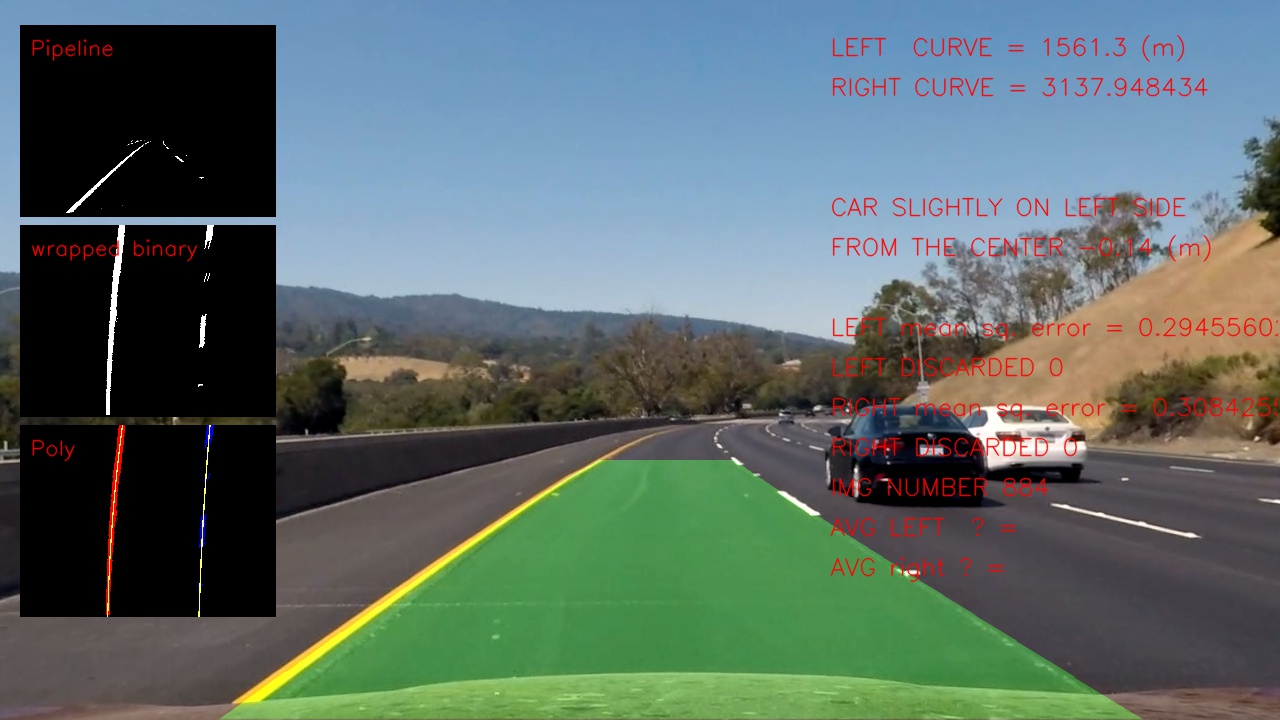 Pipeline
wrapped binary
Poly
LEFT CURVE = 1561.3 (m)
RIGHT CURVE = 3137.948434
CAR SLIGHTLY ON LEFT SIDE
FROM THE CENTER -0.14 (m)
LEFT mean sq. error = 0.2945560
LEFT DISCARDED 0
RIGHT mean sq. error = 0.308425
RIGHT DISCARDED 0
IMG NUMBER 884
AVG LEFT ? =
AVG right ? =